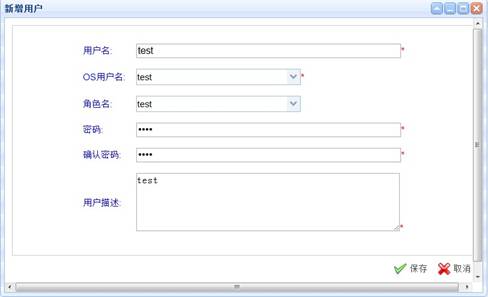 新增用户
用户名: test *
OS用户名: test *
角色名: test
密码: •••• *
确认密码: •••• *
用户描述: test *
保存 取消